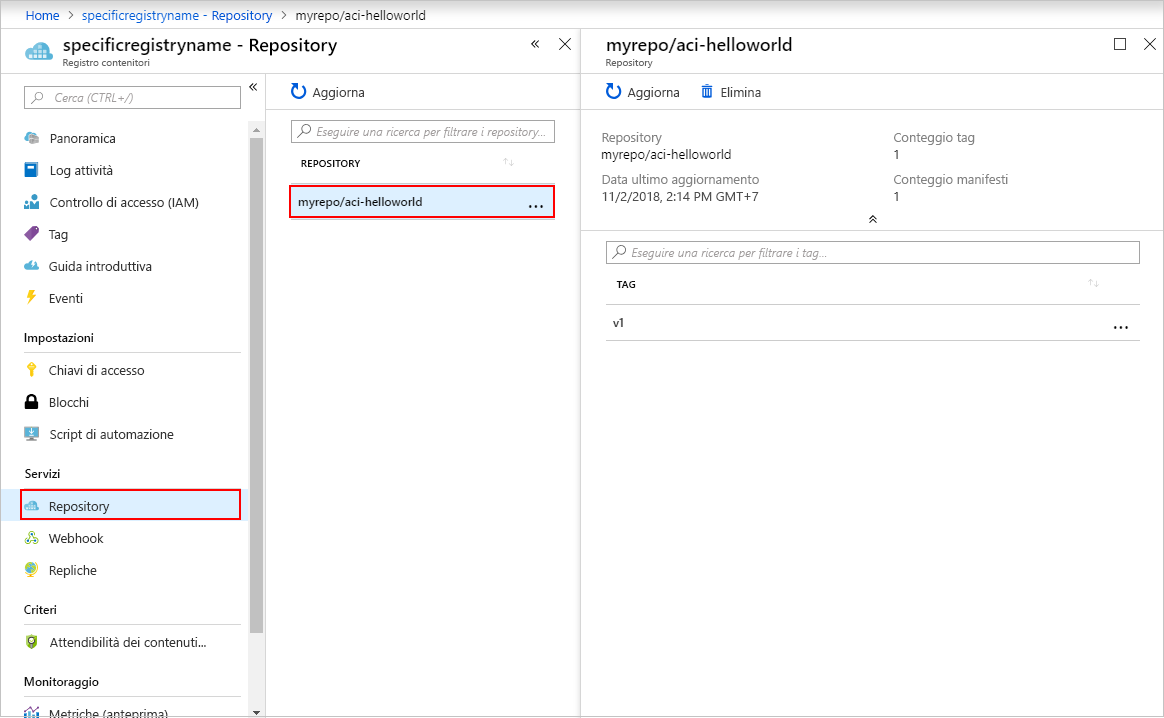 Home > specificregistryname - Repository > myrepo/aci-helloworld
specificregistryname - Repository
Registro contenitori
Cerca (CTRL+/)
Panoramica
Log attività
Controllo di accesso (IAM)
Tag
Guida introduttiva
Eventi
Impostazioni
Chiavi di accesso
Blocchi
Script di automazione
Servizi
Repository
Webhook
Repliche
Criteri
Attendibilità dei contenuti...
Monitoraggio
Metriche (anteprima)
Aggiorna
Eseguire una ricerca per filtrare i repository...
REPOSITORY
myrepo/aci-helloworld ...
myrepo/aci-helloworld
Repository
Aggiorna Elimina
Repository
myrepo/aci-helloworld
Conteggio tag
1
Data ultimo aggiornamento
11/2/2018, 2:14 PM GMT+7
Conteggio manifesti
1
Eseguire una ricerca per filtrare i tag...
TAG
v1 ...